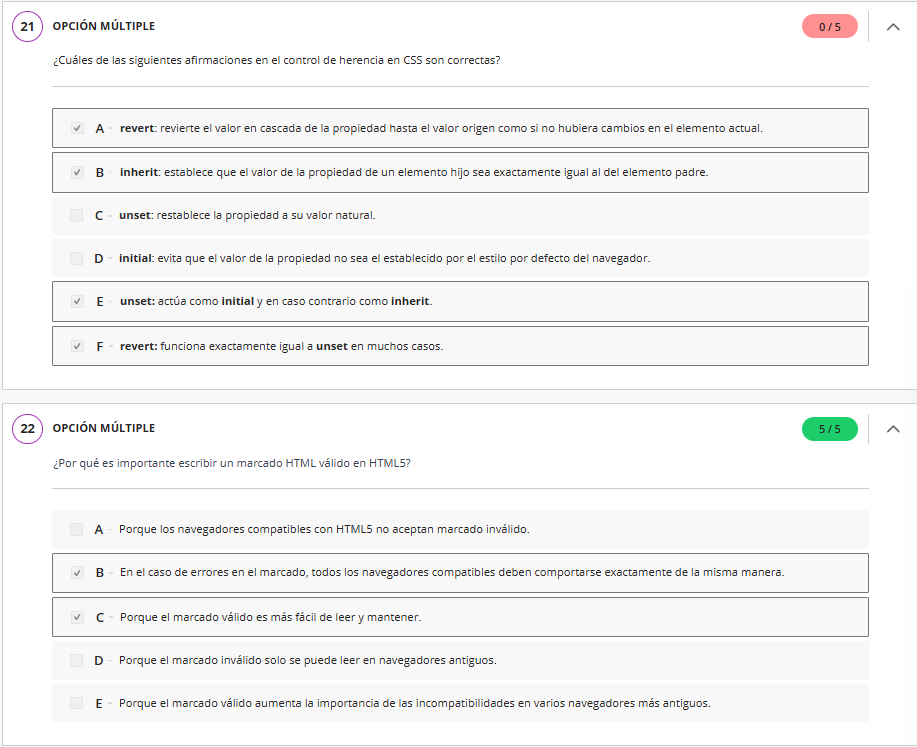 21 OPCIÓN MÚLTIPLE 0 / 5
¿Cuáles de las siguientes afirmaciones en el control de herencia en CSS son correctas?
A - revert: revierte el valor en cascada de la propiedad hasta el valor origen como si no hubiera cambios en el elemento actual.
B - inherit: establece que el valor de la propiedad de un elemento hijo sea exactamente igual al del elemento padre.
C - unset: restablece la propiedad a su valor natural.
D - initial: evita que el valor de la propiedad no sea el establecido por el estilo por defecto del navegador.
E - unset: actúa como initial y en caso contrario como inherit.
F - revert: funciona exactamente igual a unset en muchos casos.
22 OPCIÓN MÚLTIPLE 5 / 5
¿Por qué es importante escribir un marcado HTML válido en HTML5?
A - Porque los navegadores compatibles con HTML5 no aceptan marcado inválido.
B - En el caso de errores en el marcado, todos los navegadores compatibles deben comportarse exactamente de la misma manera.
C - Porque el marcado válido es más fácil de leer y mantener.
D - Porque el marcado inválido solo se puede leer en navegadores antiguos.
E - Porque el marcado válido aumenta la importancia de las incompatibilidades en varios navegadores más antiguos.